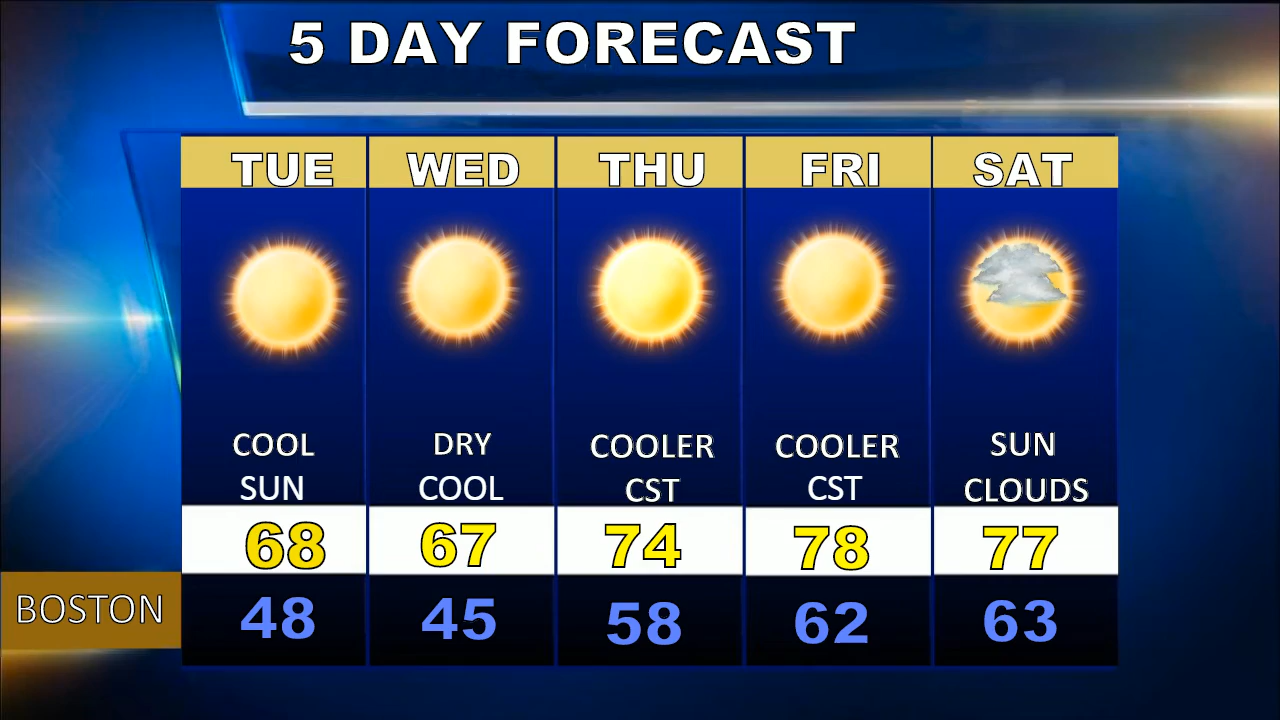 5 DAY FORECAST
TUE WED THU FRI SAT
COOL DRY COOLER COOLER SUN
SUN COOL CST CST CLOUDS
68 67 74 78 77
BOSTON 48 45 58 62 63